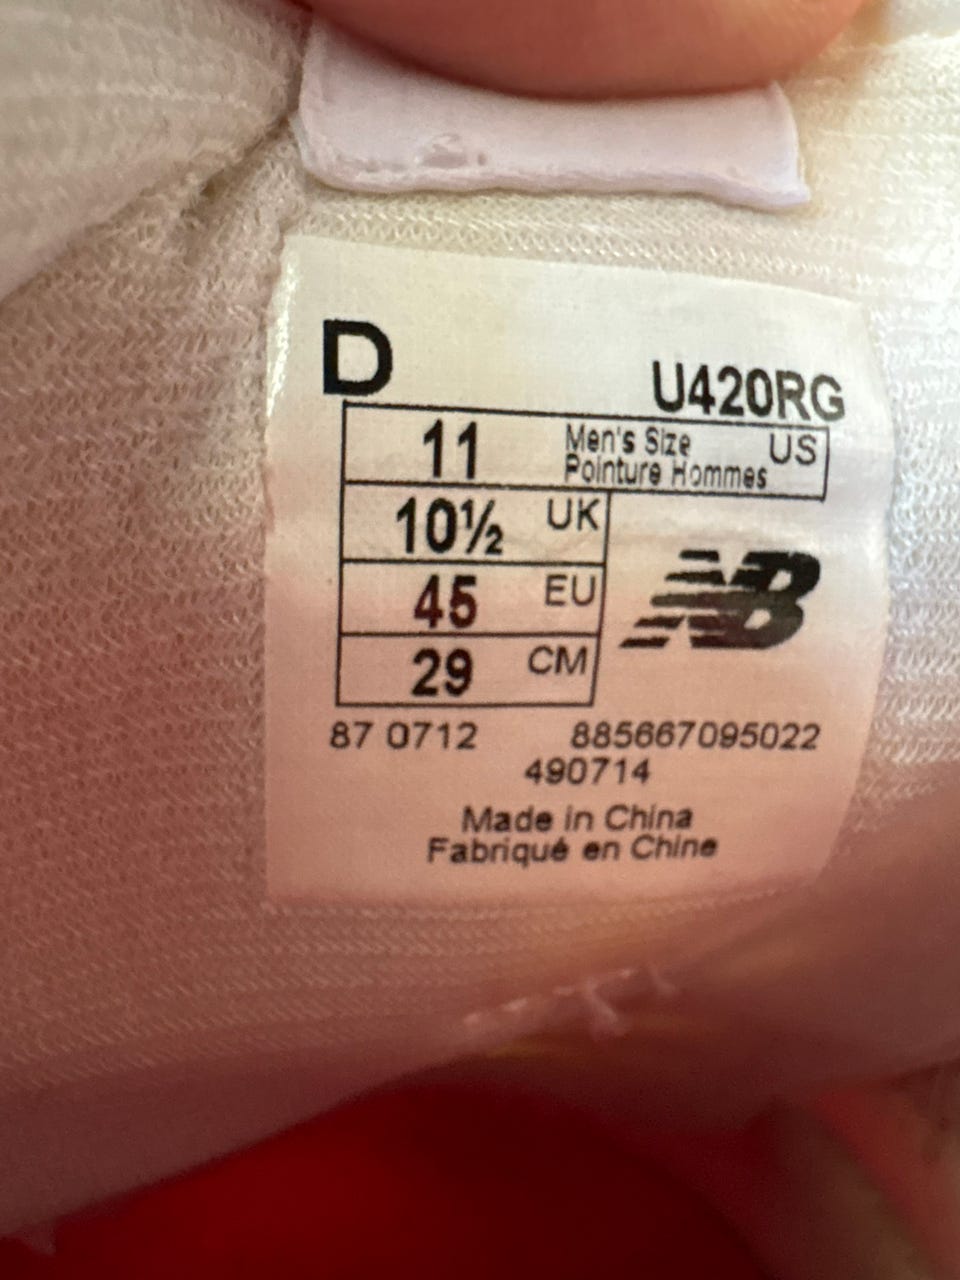 D
U420RG
11 Men's Size US
Pointure Hommes
10½ UK
45 EU
NB
29 CM
87 0712 885667095022
490714
Made in China
Fabriqué en Chine